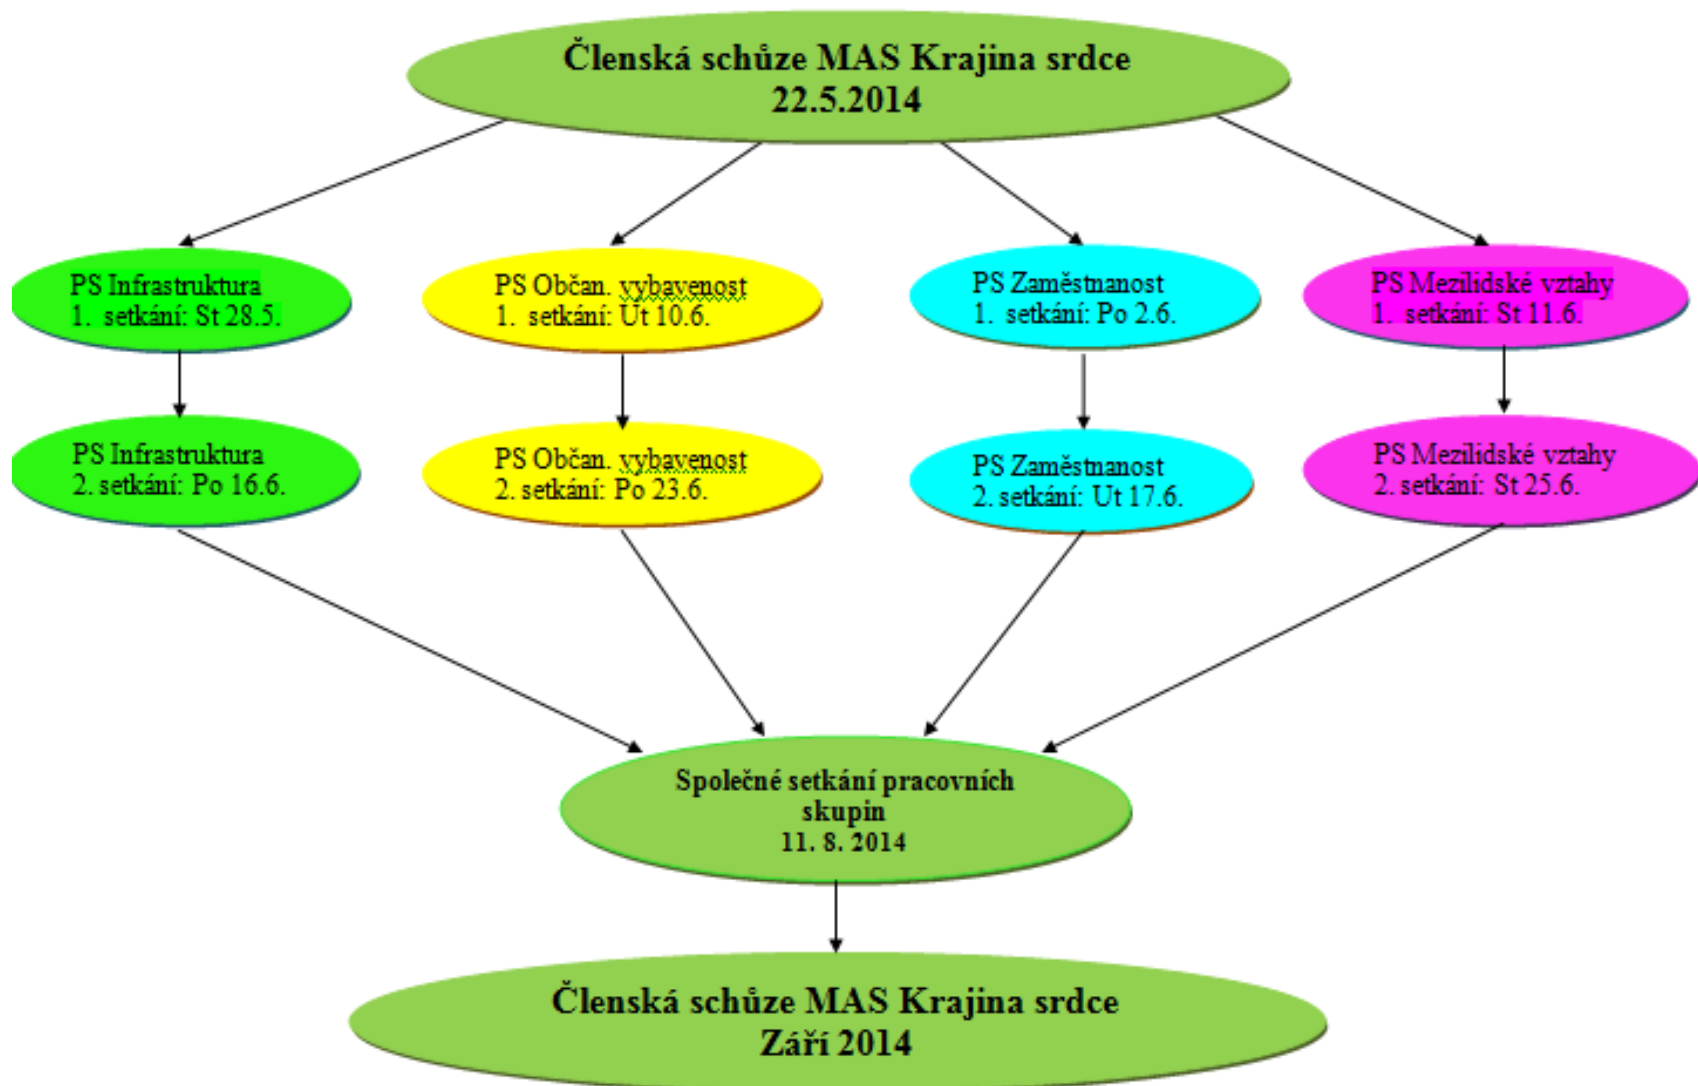 Členská schůze MAS Krajina srdce
22.5.2014
PS Infrastruktura
1. setkání: St 28.5.
PS Občan. vybavenost
1. setkání: Út 10.6.
PS Zaměstnanost
1. setkání: Po 2.6.
PS Mezilidské vztahy
1. setkání: St 11.6.
PS Infrastruktura
2. setkání: Po 16.6.
PS Občan. vybavenost
2. setkání: Po 23.6.
PS Zaměstnanost
2. setkání: Ut 17.6.
PS Mezilidské vztahy
2. setkání: St 25.6.
Společné setkání pracovních
skupin
11. 8. 2014
Členská schůze MAS Krajina srdce
Září 2014